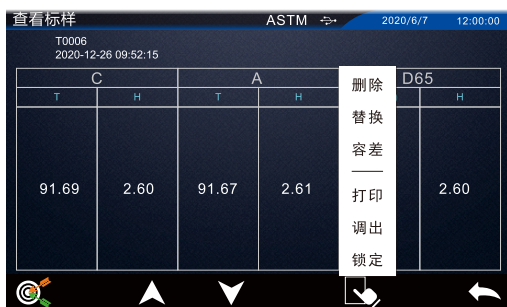 查看标样 ASTM 2020/6/7 12:00:00
T0006
2020-12-26 09:52:15
C A D65
T H T H H
91.69 2.60 91.67 2.61 2.60
删除
替换
容差
打印
调出
锁定